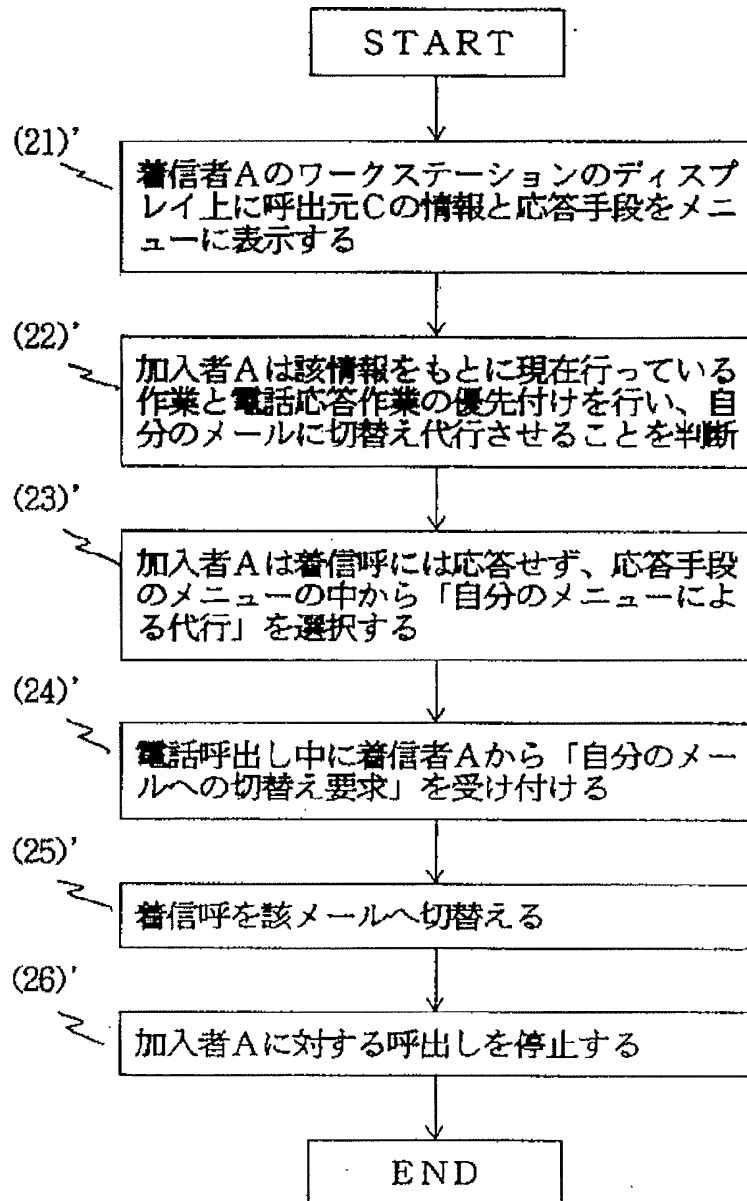 START
(21)'
着信者Aのワークステーションのディスプ
レイ上に呼出元Cの情報と応答手段をメニ
ューに表示する
(22)'
加入者Aは該情報をもとに現在行っている
作業と電話応答作業の優先付けを行い、自
分のメールに切替え代行させることを判断
(23)'
加入者Aは着信呼には応答せず、応答手段
のメニューの中から「自分のメニューによ
る代行」を選択する
(24)'
電話呼出し中に着信者Aから「自分のメー
ルへの切替え要求」を受け付ける
(25)'
着信呼を該メールへ切替える
(26)'
加入者Aに対する呼出しを停止する
END